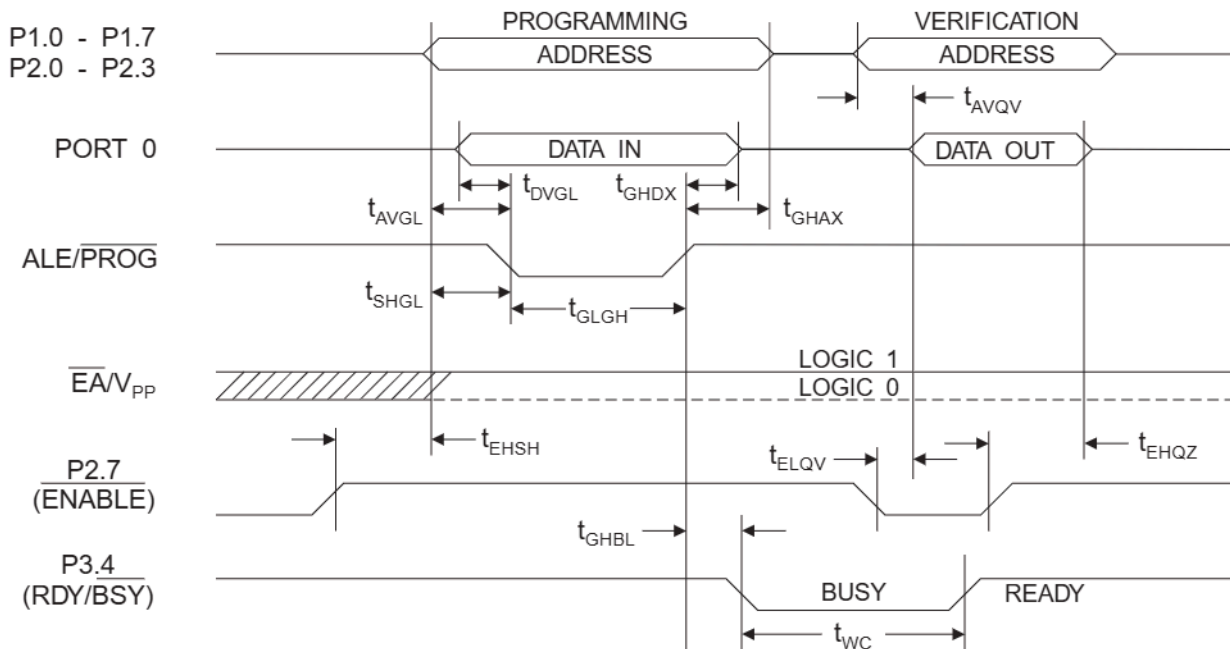 PROGRAMMING VERIFICATION
P1.0 - P1.7
P2.0 - P2.3
ADDRESS ADDRESS
tAVQV
PORT 0 DATA IN DATA OUT
tDVGL tGHDX
tAVGL tGHAX
ALE/PROG
tSHGL tGLGH
LOGIC 1
EA/VPP
LOGIC 0
tEHSH tELQV tEHQZ
P2.7
(ENABLE)
tGHBL
P3.4
(RDY/BSY) BUSY READY
tWC